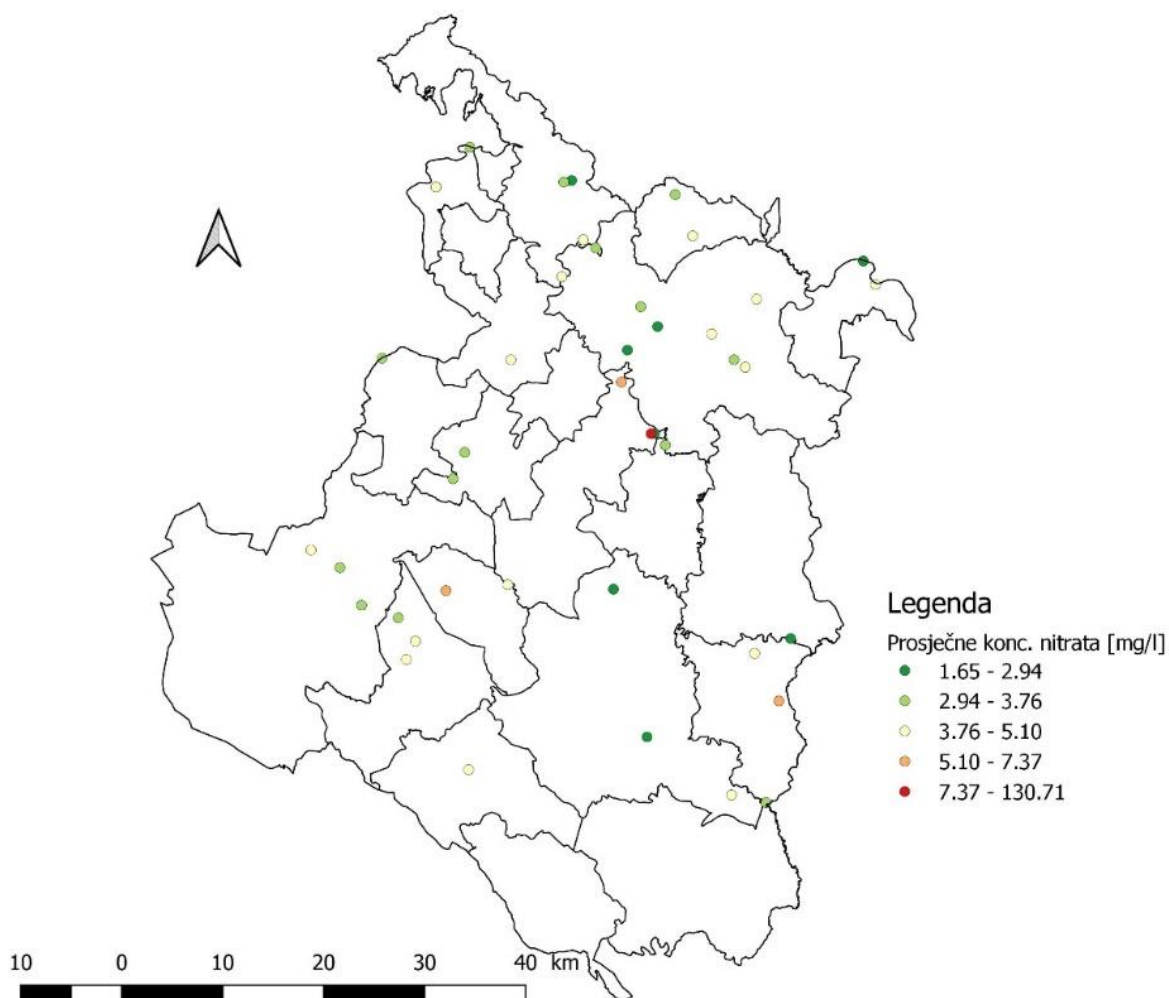 Legenda
Prosječne konc. nitrata [mg/l]
1.65 - 2.94
2.94 - 3.76
3.76 - 5.10
5.10 - 7.37
7.37 - 130.71
10 0 10 20 30 40 km